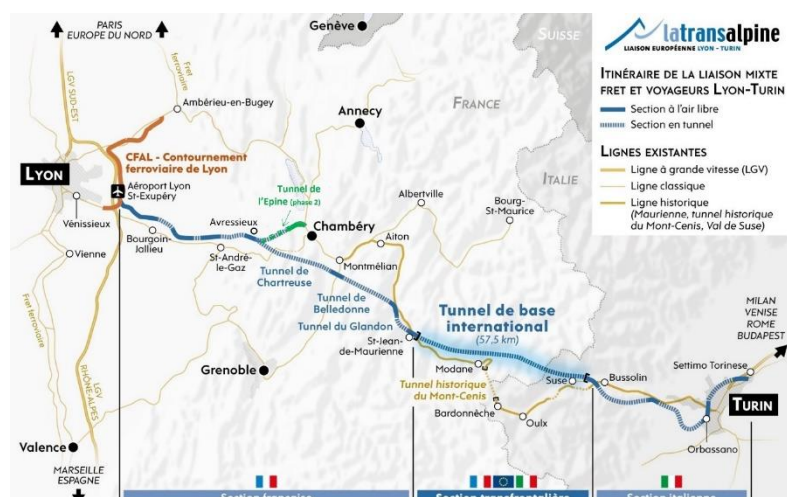 PARIS
EUROPE DU NORD
Genève
SUISSE
latransalpine
LIAISON EUROPÉENNE LYON - TURIN
ITINÉRAIRE DE LA LIAISON MIXTE
FRET ET VOYAGEURS LYON-TURIN
Section à l'air libre
Section en tunnel
LIGNES EXISTANTES
Ligne à grande vitesse (LGV)
Ligne classique
Ligne historique
(Maurienne, tunnel historique
du Mont-Cenis, Val de Suse)
LGV SUD-EST
Fret
ferroviaire
Ambérieu-en-Bugey
FRANCE
Annecy
ITALIE
CFAL - Contournement
ferroviaire de Lyon
LYON
Aéroport Lyon
St-Exupéry
Vénissieux
Tunnel de
l'Epine (phase 2)
Albertville
Bourg-
St-Maurice
Avressieux
Chambéry
Bourgoin-
Jallieu
Aiton
Vienne
St-André-
le-Gaz
Montmélian
Tunnel de
Chartreuse
Tunnel de
Belledonne
Tunnel du Glandon
Tunnel de base
international
(57,5 km)
MILAN
VENISE
ROME
BUDAPEST
Fret ferroviaire
St-Jean-
de-Maurienne
Modane
Settimo Torinese
Grenoble
Suse
Bussolin
LGV
RHÔNE-ALPES
Tunnel historique
du Mont-Cenis
TURIN
Bardonnêche
Oulx
Orbassano
Valence
MARSEILLE
ESPAGNE
Section française
Section transfrontalière
Section italienne